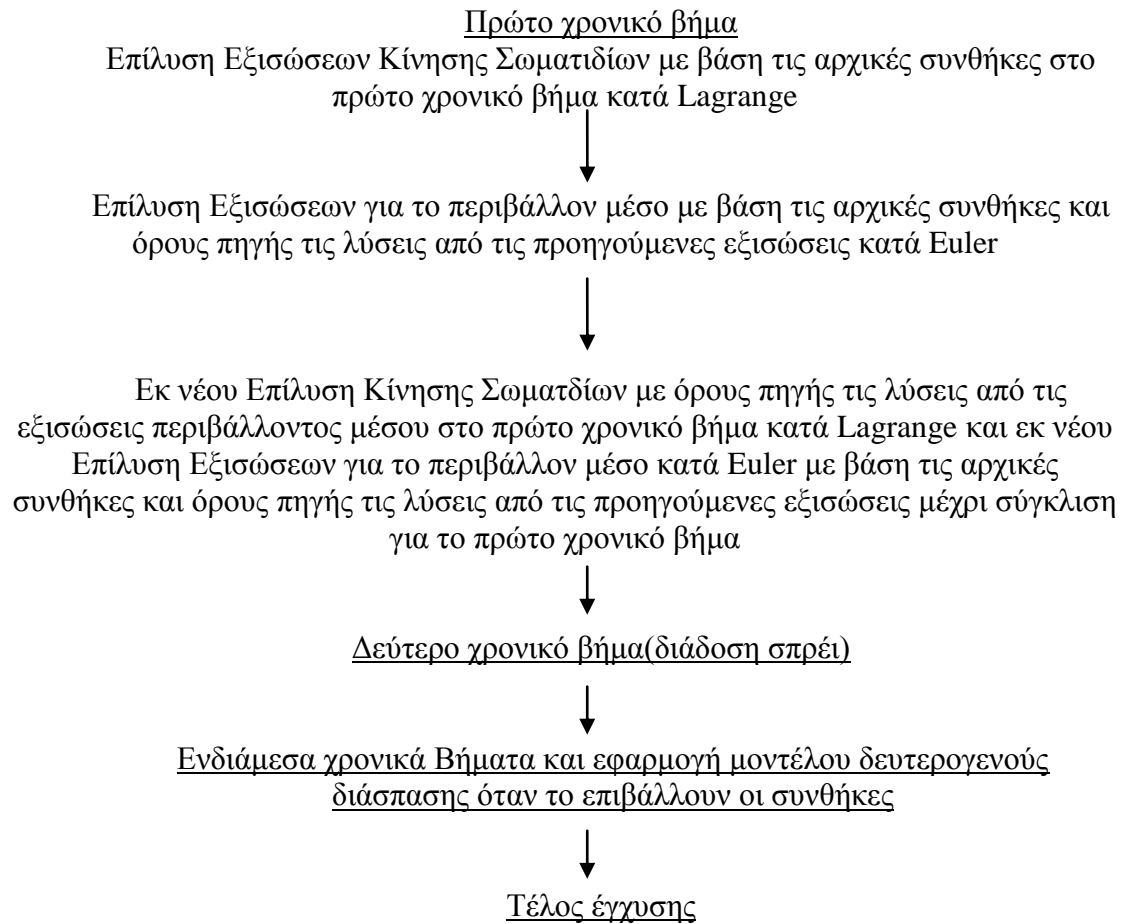 Πρώτο χρονικό βήμα
Επίλυση Εξισώσεων Κίνησης Σωματιδίων με βάση τις αρχικές συνθήκες στο
πρώτο χρονικό βήμα κατά Lagrange
Επίλυση Εξισώσεων για το περιβάλλον μέσο με βάση τις αρχικές συνθήκες και
όρους πηγής τις λύσεις από τις προηγούμενες εξισώσεις κατά Euler
Εκ νέου Επίλυση Κίνησης Σωματδίων με όρους πηγής τις λύσεις από τις
εξισώσεις περιβάλλοντος μέσου στο πρώτο χρονικό βήμα κατά Lagrange και εκ νέου
Επίλυση Εξισώσεων για το περιβάλλον μέσο κατά Euler με βάση τις αρχικές
συνθήκες και όρους πηγής τις λύσεις από τις προηγούμενες εξισώσεις μέχρι σύγκλιση
για το πρώτο χρονικό βήμα
Δεύτερο χρονικό βήμα(διάδοση σπρέι)
Ενδιάμεσα χρονικά Βήματα και εφαρμογή μοντέλου δευτερογενούς
διάσπασης όταν το επιβάλλουν οι συνθήκες
Τέλος έγχυσης